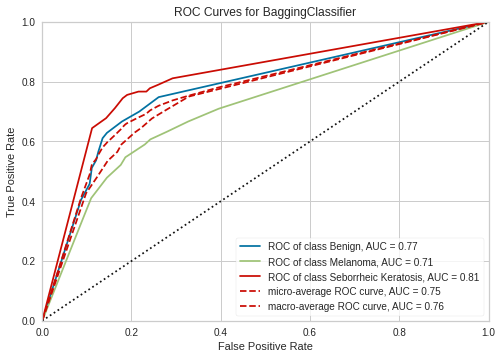 ROC Curves for BaggingClassifier
True Positive Rate
1.0
0.8
0.6
0.4
0.2
0.0
ROC of class Benign, AUC = 0.77
ROC of class Melanoma, AUC = 0.71
ROC of class Seborrheic Keratosis, AUC = 0.81
micro-average ROC curve, AUC = 0.75
macro-average ROC curve, AUC = 0.76
0.0 0.2 0.4 0.6 0.8 1.0
False Positive Rate